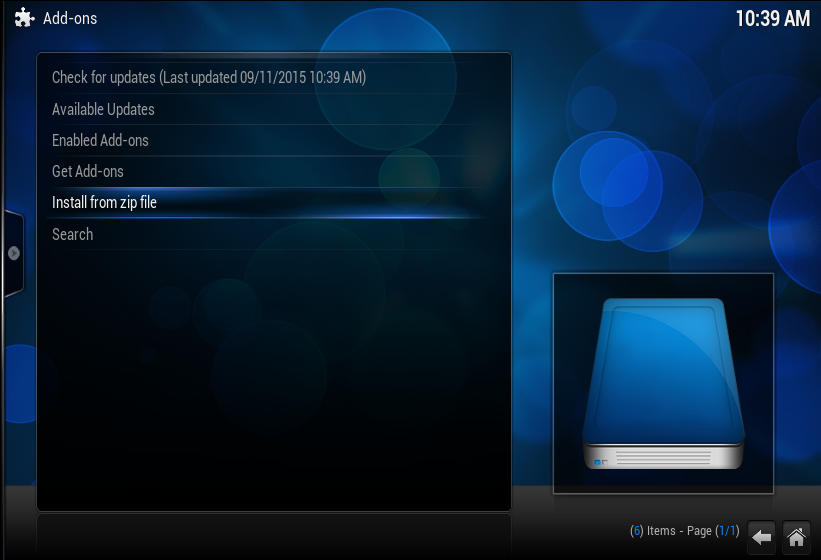 Add-ons
10:39 AM
Check for updates (Last updated 09/11/2015 10:39 AM)
Available Updates
Enabled Add-ons
Get Add-ons
Install from zip file
Search
(6) Items - Page (1/1)